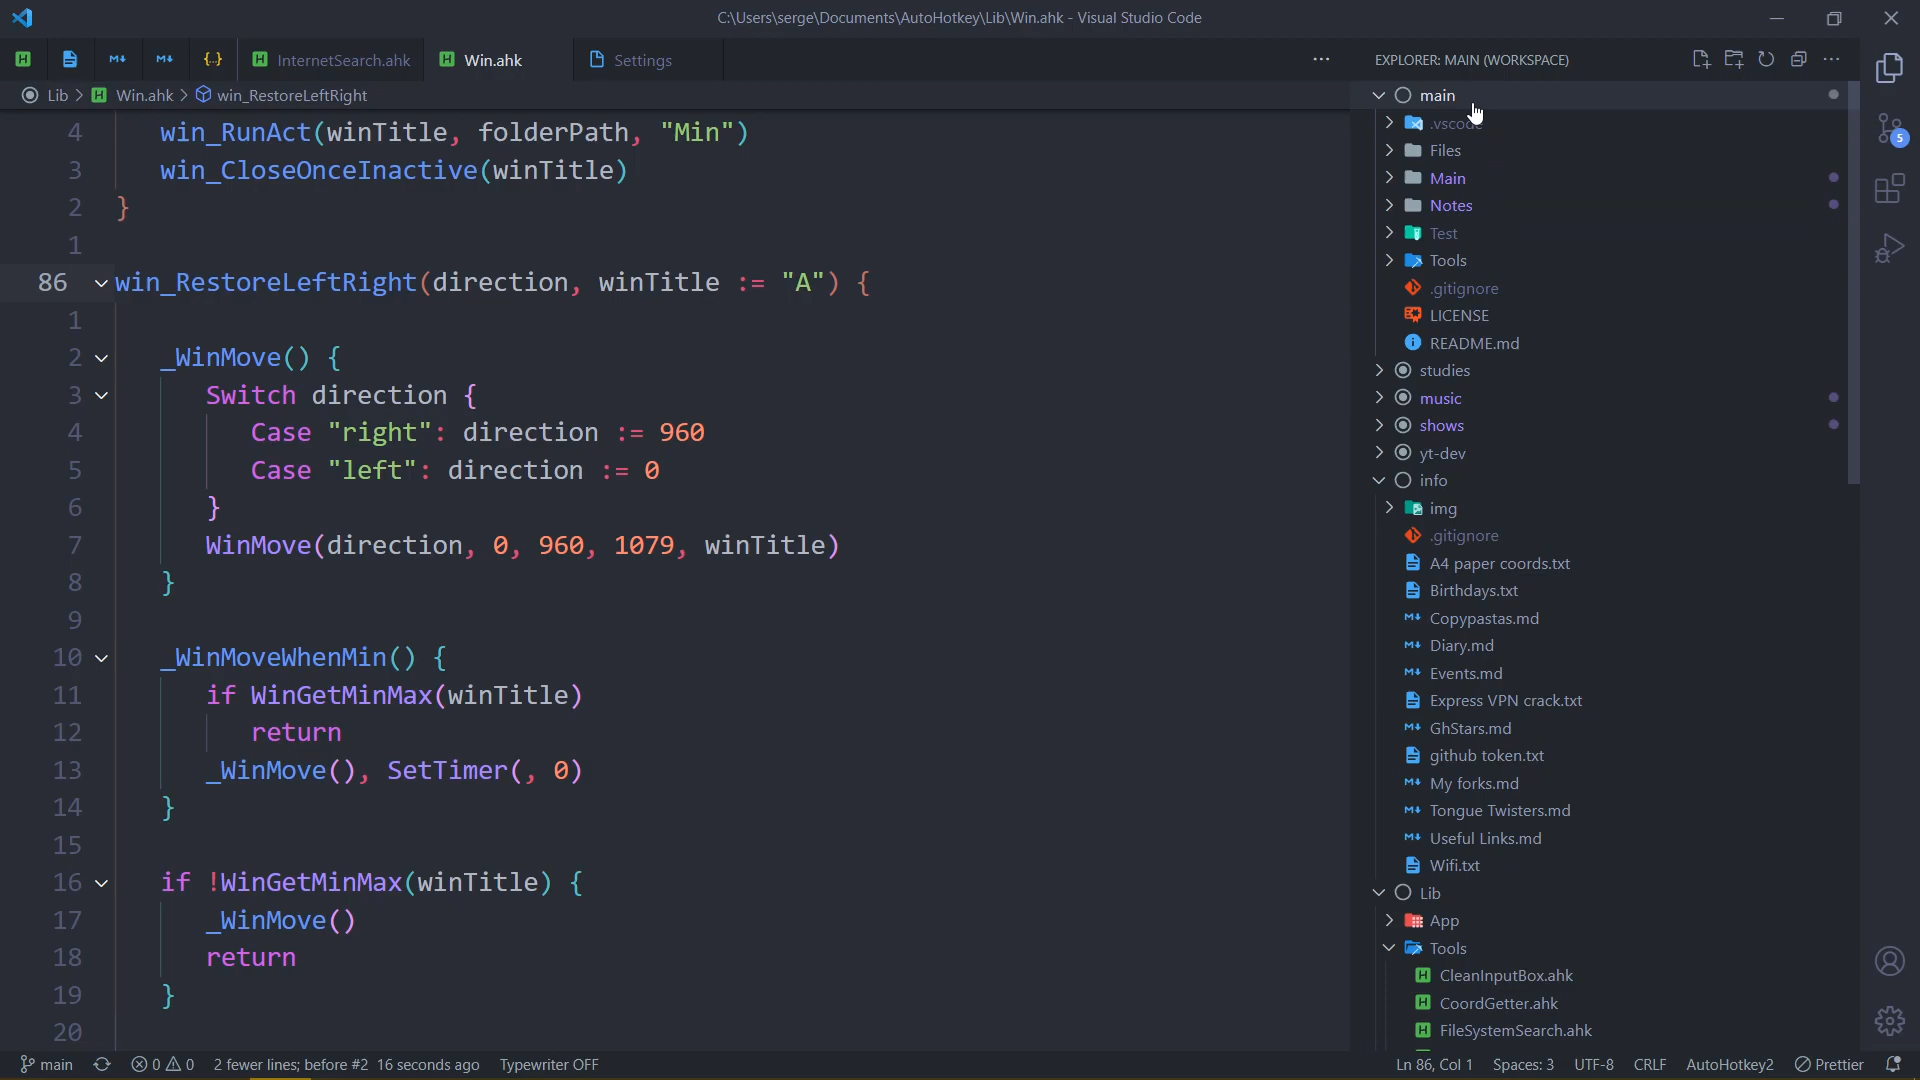 C:\Users\serge\Documents\AutoHotkey\Lib\Win.ahk - Visual Studio Code
InternetSearch.ahk
Win.ahk
Settings
Lib > Win.ahk > win_RestoreLeftRight
4 win_RunAct(winTitle, folderPath, "Min")
3 win_CloseOnceInactive(winTitle)
2 }
1
86 win_RestoreLeftRight(direction, winTitle := "A") {
1
2 _WinMove() {
3 Switch direction {
4 Case "right": direction := 960
5 Case "left": direction := 0
6 }
7 WinMove(direction, 0, 960, 1079, winTitle)
8 }
9
10 _WinMoveWhenMin() {
11 if WinGetMinMax(winTitle)
12 return
13 _WinMove(), SetTimer(, 0)
14 }
15
16 if !WinGetMinMax(winTitle) {
17 _WinMove()
18 return
19 }
20
EXPLORER: MAIN (WORKSPACE)
main
.vscode
Files
Main
Notes
Test
Tools
.gitignore
LICENSE
README.md
studies
music
shows
yt-dev
info
img
.gitignore
A4 paper coords.txt
Birthdays.txt
Copypastas.md
Diary.md
Events.md
Express VPN crack.txt
GhStars.md
github token.txt
My forks.md
Tongue Twisters.md
Useful Links.md
Wifi.txt
Lib
App
Tools
CleanInputBox.ahk
CoordGetter.ahk
FileSystemSearch.ahk
5
main 0 0 2 fewer lines; before #2 16 seconds ago Typewriter OFF
Ln 86, Col 1 Spaces: 3 UTF-8 CRLF AutoHotkey2 Prettier